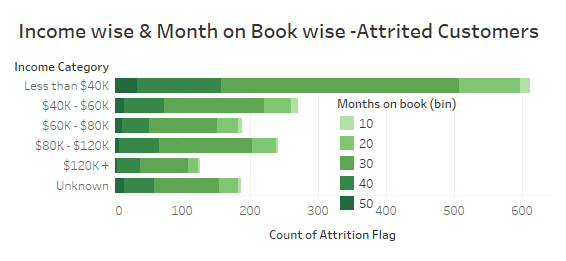 Income wise & Month on Book wise -Attrited Customers
Income Category
Less than $40K
$40K - $60K
$60K - $80K
$80K - $120K
$120K +
Unknown
Months on book (bin)
10
20
30
40
50
0 100 200 300 400 500 600
Count of Attrition Flag